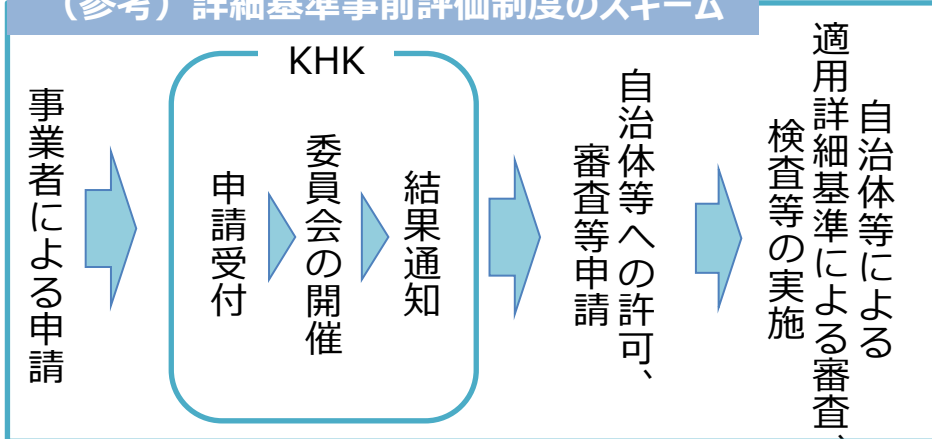 （参考）詳細基準事前評価制度のスキーム
事業者による申請
KHK
申請受付
委員会の開催
結果通知
自治体等への許可、
審査等申請
自治体等による
適用詳細基準による審査、
検査等の実施